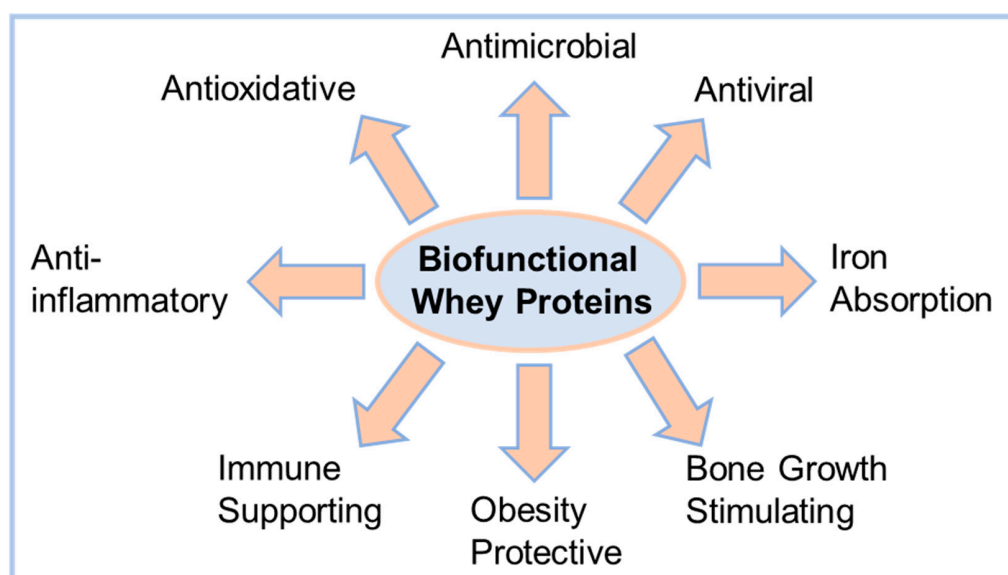 Antimicrobial
Antioxidative
Antiviral
Anti-
inflammatory
Biofunctional
Whey Proteins
Iron
Absorption
Immune
Supporting
Obesity
Protective
Bone Growth
Stimulating